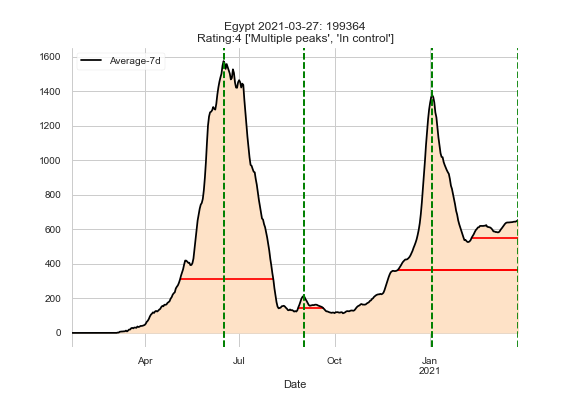 Egypt 2021-03-27: 199364
Rating:4 ['Multiple peaks', 'In control']
Average-7d
1600
1400
1200
1000
800
600
400
200
0
Apr
Jul
Oct
Jan
2021
Date